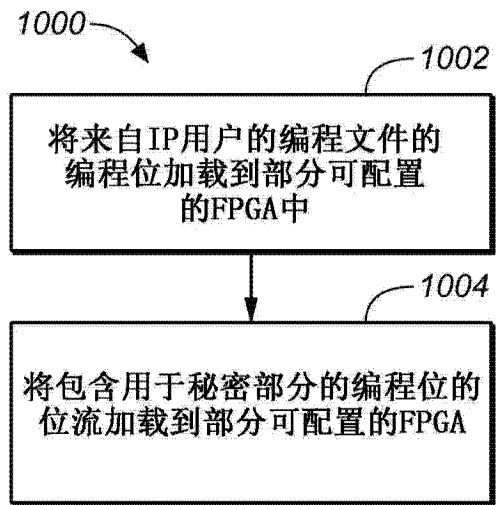 1000
1002
将来自IP用户的编程文件的
编程位加载到部分可配置
的FPGA中
1004
将包含用于秘密部分的编程位的
位流加载到部分可配置的FPGA